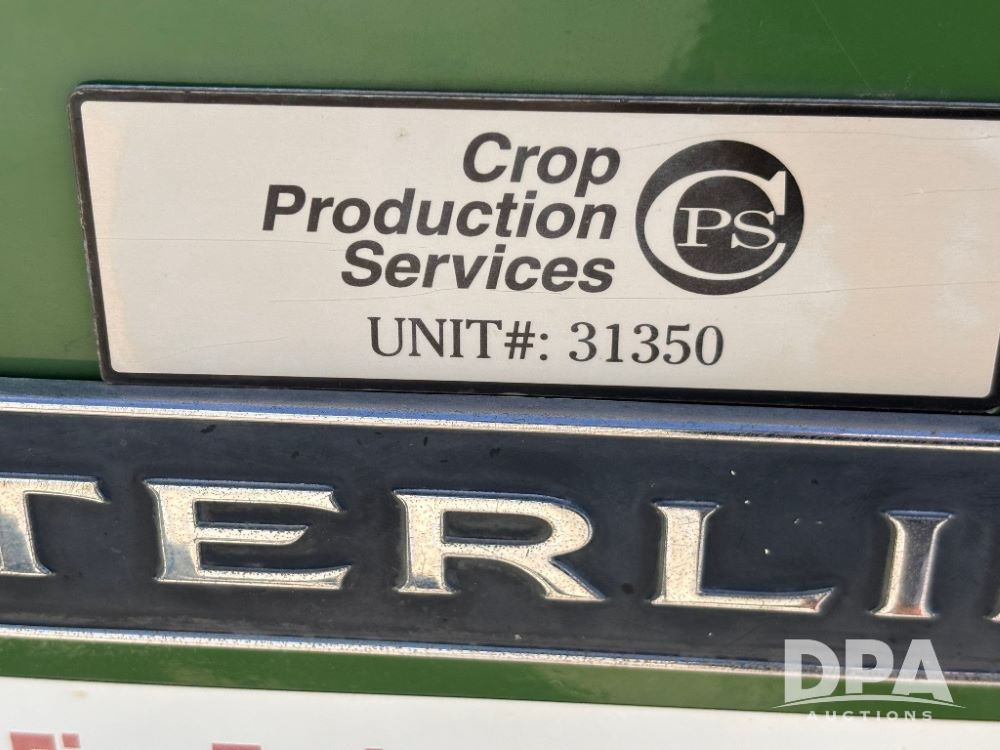 Crop
Production
Services
CPS
UNIT#: 31350
TERLI
DPA
AUCTIONS